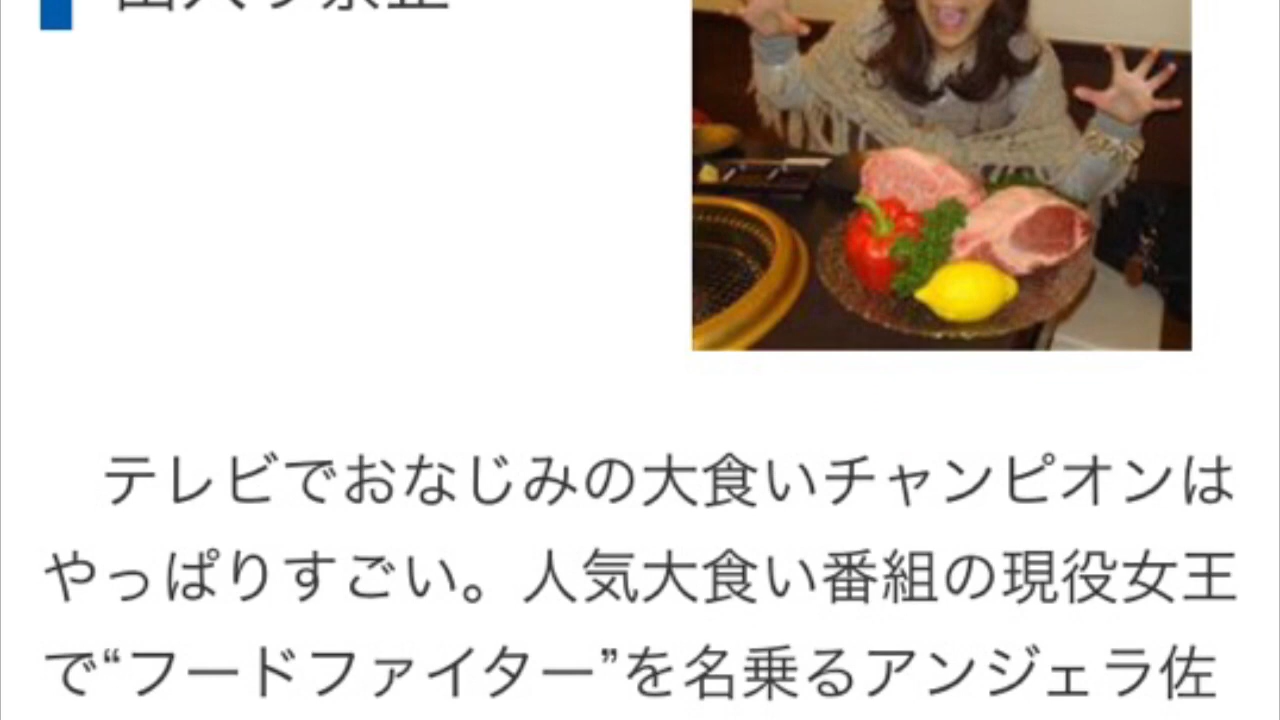 テレビでおなじみの大食いチャンピオンは
やっぱりすごい。人気大食い番組の現役女王
で“フードファイター”を名乗るアンジェラ佐